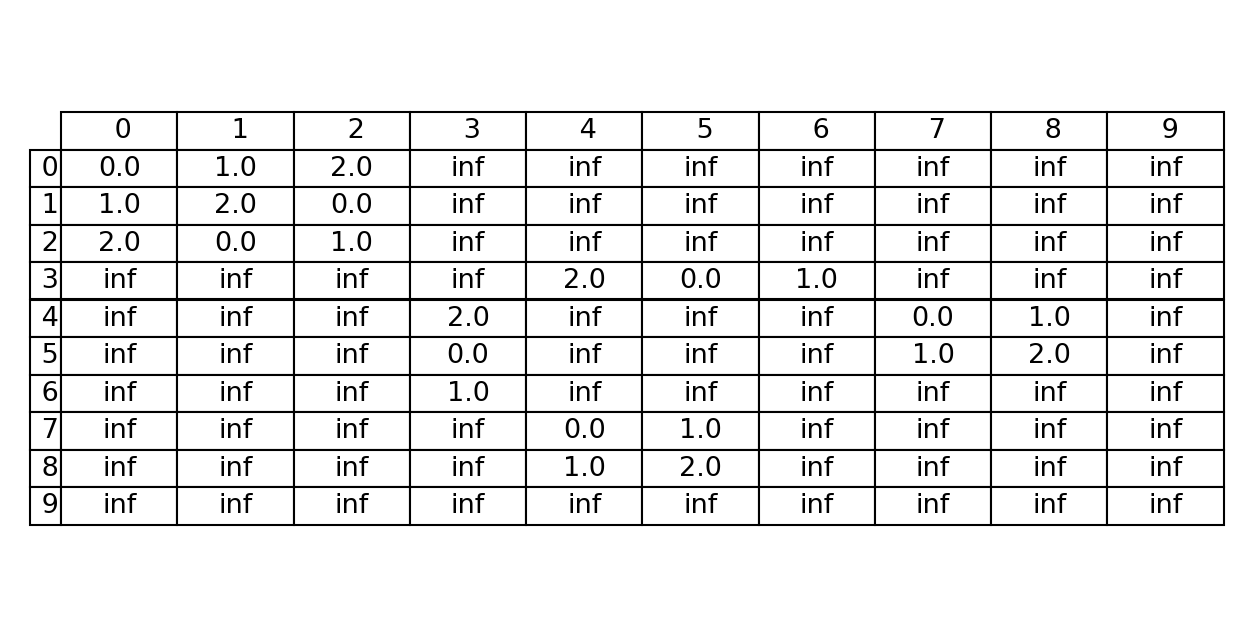 0 1 2 3 4 5 6 7 8 9
0 0.0 1.0 2.0 inf inf inf inf inf inf inf
1 1.0 2.0 0.0 inf inf inf inf inf inf inf
2 2.0 0.0 1.0 inf inf inf inf inf inf inf
3 inf inf inf inf 2.0 0.0 1.0 inf inf inf
4 inf inf inf 2.0 inf inf inf 0.0 1.0 inf
5 inf inf inf 0.0 inf inf inf 1.0 2.0 inf
6 inf inf inf 1.0 inf inf inf inf inf inf
7 inf inf inf inf 0.0 1.0 inf inf inf inf
8 inf inf inf inf 1.0 2.0 inf inf inf inf
9 inf inf inf inf inf inf inf inf inf inf